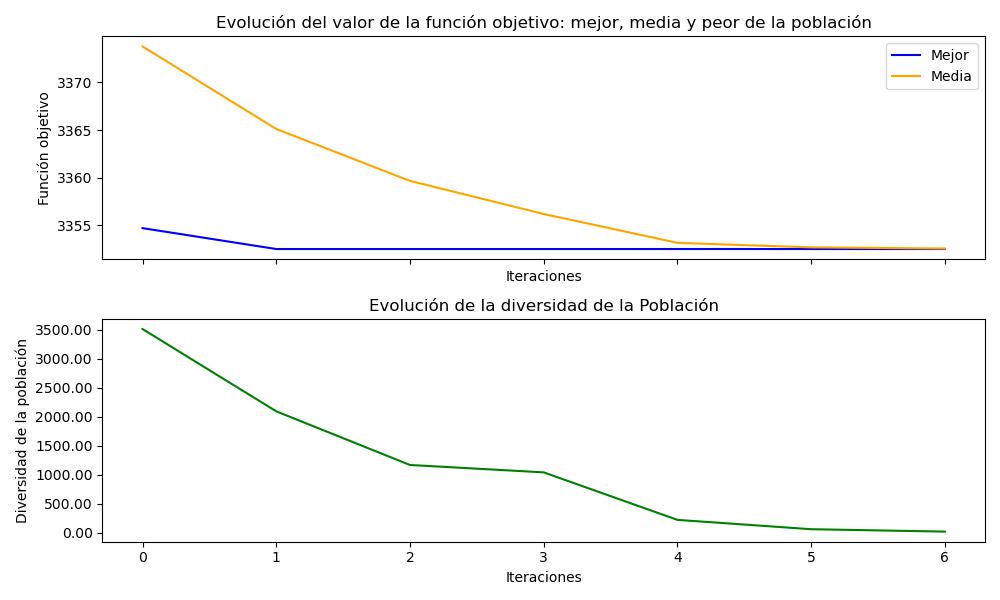 Evolución del valor de la función objetivo: mejor, media y peor de la población
Mejor
Media
Función objetivo
3370
3365
3360
3355
Iteraciones
Evolución de la diversidad de la Población
Diversidad de la población
3500.00
3000.00
2500.00
2000.00
1500.00
1000.00
500.00
0.00
0 1 2 3 4 5 6
Iteraciones